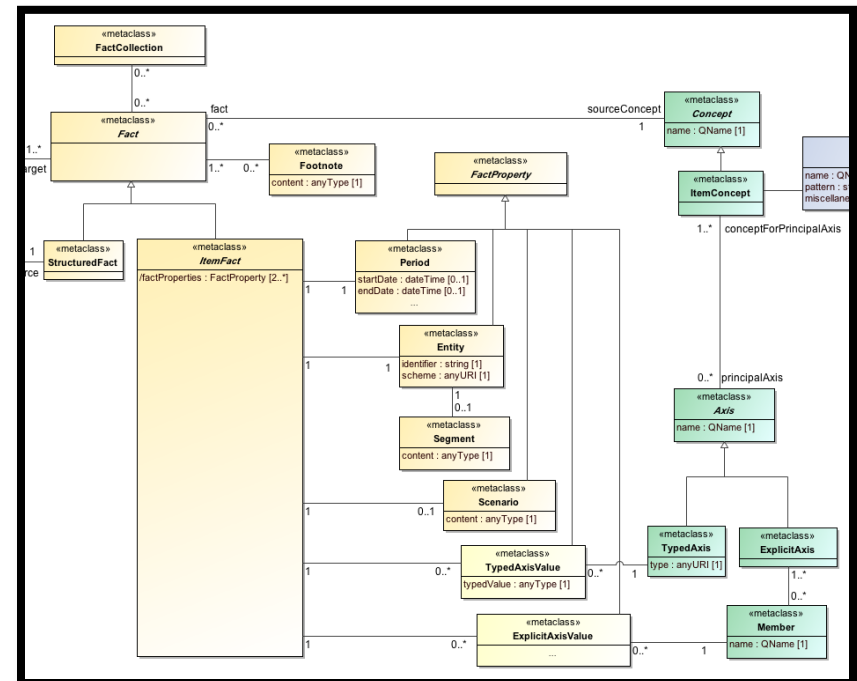 «metaclass»
FactCollection
0..*
0..*
fact
0..*
sourceConcept
1
«metaclass»
Concept
name : QName [1]
«metaclass»
Fact
1..*
arget
1..*
0..*
«metaclass»
Footnote
content : anyType [1]
«metaclass»
FactProperty
«metaclass»
ItemConcept
name : QN
pattern : s
miscellane
1..*
conceptForPrincipalAxis
1
rce
«metaclass»
StructuredFact
«metaclass»
ItemFact
/factProperties : FactProperty [2..*]
1
1
«metaclass»
Period
startDate : dateTime [0..1]
endDate : dateTime [0..1]
...
1
1
«metaclass»
Entity
identifier : string [1]
scheme : anyURI [1]
1
0..1
«metaclass»
Segment
content : anyType [1]
0..*
principalAxis
«metaclass»
Axis
name : QName [1]
1
0..1
«metaclass»
Scenario
content : anyType [1]
1
0..*
«metaclass»
TypedAxisValue
typedValue : anyType [1]
0..*
1
«metaclass»
TypedAxis
type : anyURI [1]
«metaclass»
ExplicitAxis
1..*
0..*
1
0..*
«metaclass»
ExplicitAxisValue
...
0..*
1
«metaclass»
Member
name : QName [1]